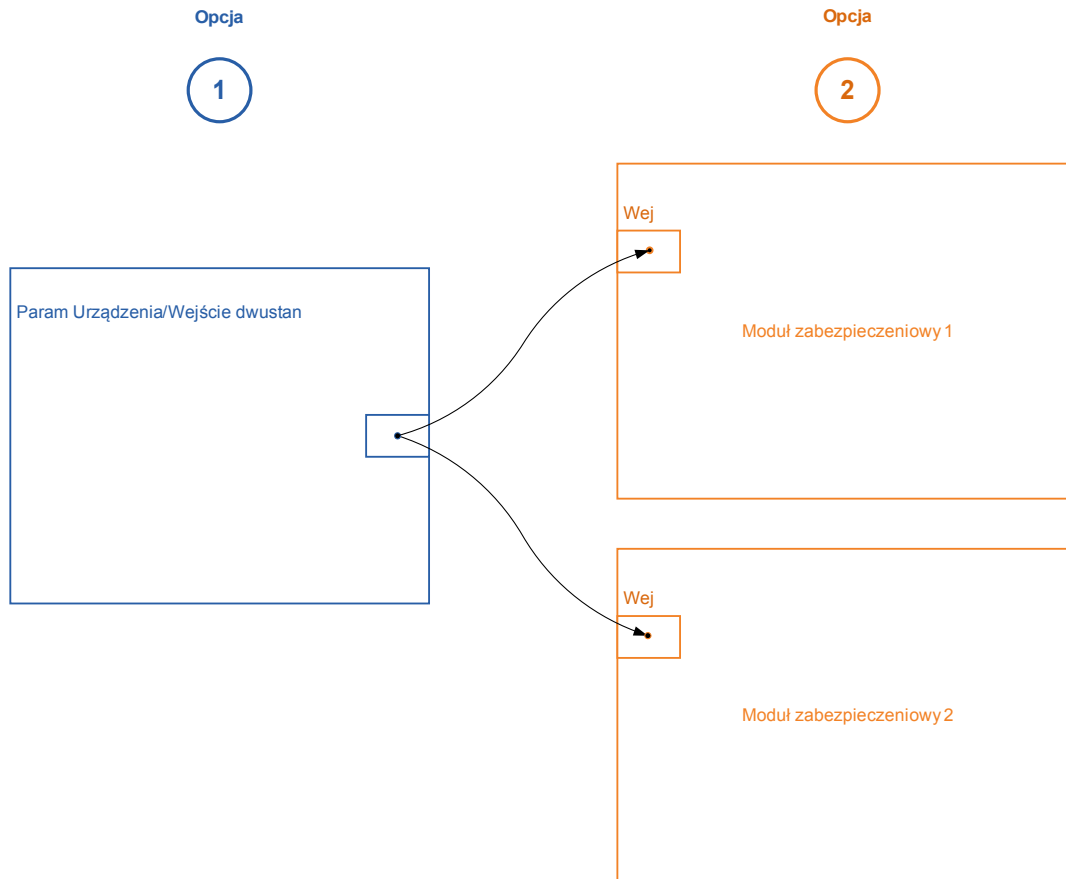 Opcja
Opcja
1
2
Wej
Param Urządzenia/Wejście dwustan
Moduł zabezpieczeniowy 1
Wej
Moduł zabezpieczeniowy 2